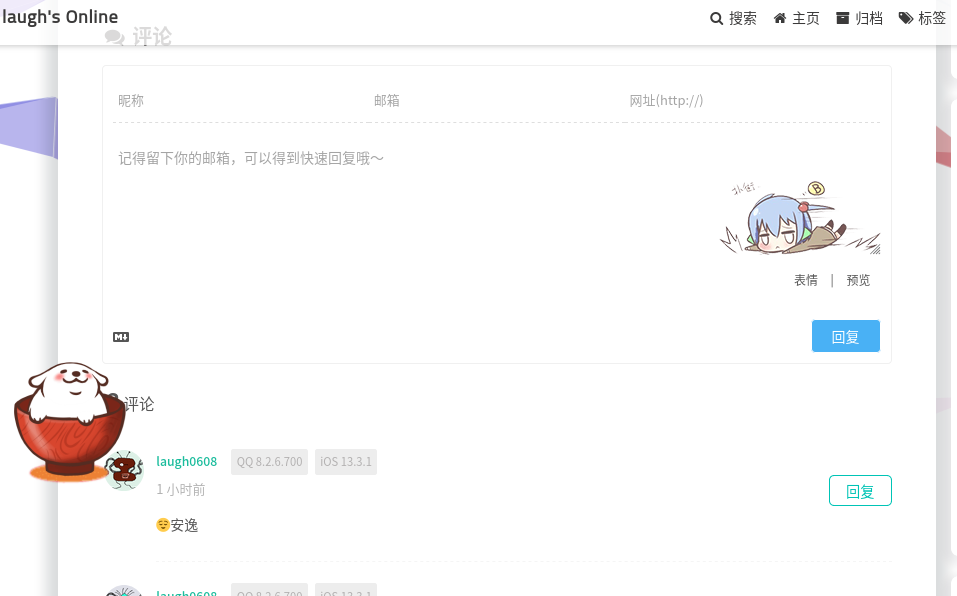 laugh's Online 搜索 主页 归档 标签
评论
昵称 邮箱 网址(http://)
记得留下你的邮箱，可以得到快速回复哦～
B
表情 | 预览
M
回复
评论
laugh0608 QQ 8.2.6.700 iOS 13.3.1
1 小时前
回复
安逸
laugh0608 QQ 8.2.6.700 iOS 13.3.1